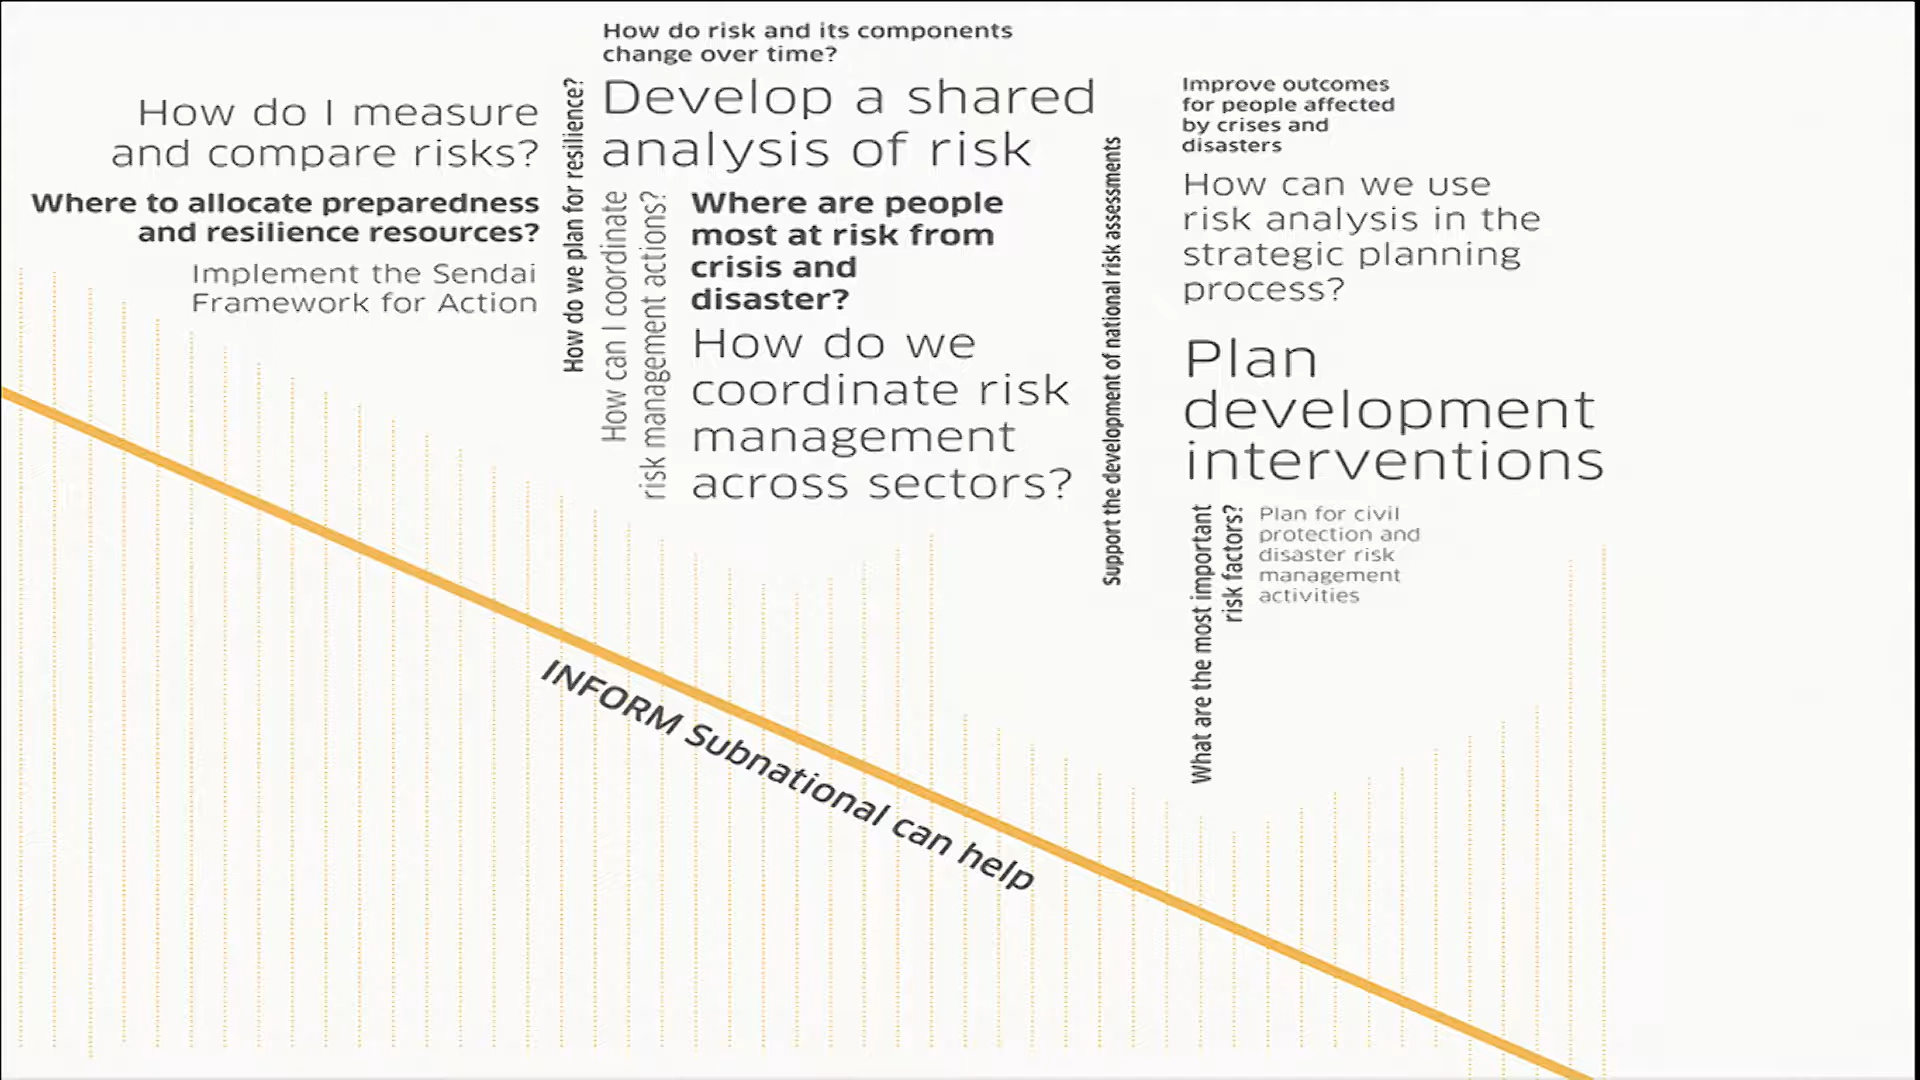 How do risk and its components
change over time?
How do I measure
and compare risks?
Where to allocate preparedness
and resilience resources?
Implement the Sendai
Framework for Action
How do we plan for resilience?
Develop a shared
analysis of risk
How can I coordinate
risk management actions?
Where are people
most at risk from
crisis and
disaster?
How do we
coordinate risk
management
across sectors?
Support the development of national risk assessments
Improve outcomes
for people affected
by crises and
disasters
How can we use
risk analysis in the
strategic planning
process?
Plan
development
interventions
What are the most important
risk factors?
Plan for civil
protection and
disaster risk
management
activities
INFORM Subnational can help